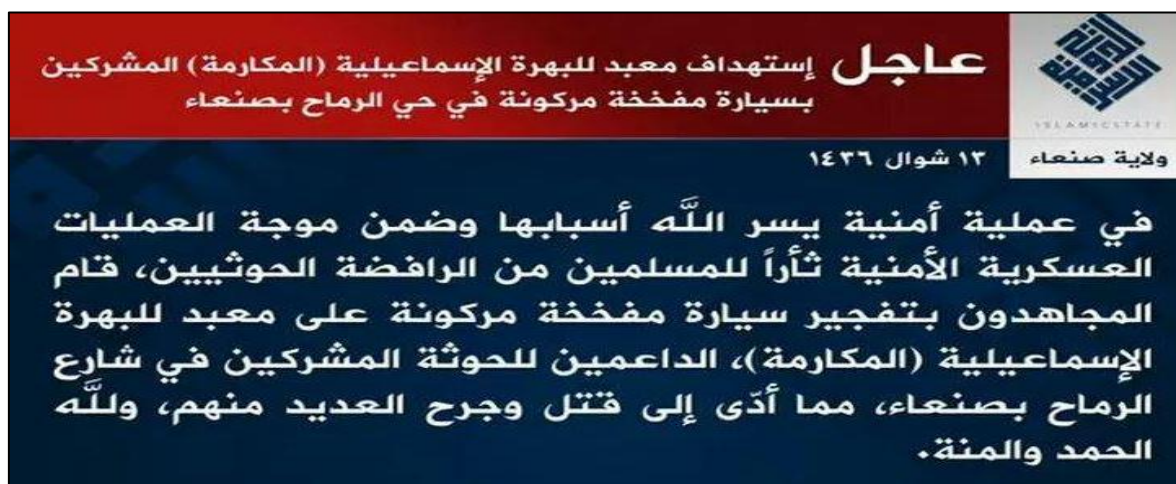 عاجل إستهداف معبد للبهرة الإسماعيلية (المكارمة) المشركين
بسيارة مفخخة مركونة في حي الرماح بصنعاء
ISLAMICSTATE
ولاية صنعاء
١٣ شوال ١٤٣٦
في عملية أمنية يسر اللَّه أسبابها وضمن موجة العمليات
العسكرية الأمنية ثأراً للمسلمين من الرافضة الحوثيين، قام
المجاهدون بتفجير سيارة مفخخة مركونة على معبد للبهرة
الإسماعيلية (المكارمة)، الداعمين للحوثة المشركين في شارع
الرماح بصنعاء، مما أدّى إلى قتل وجرح العديد منهم، وللَّه
الحمد والمنة.